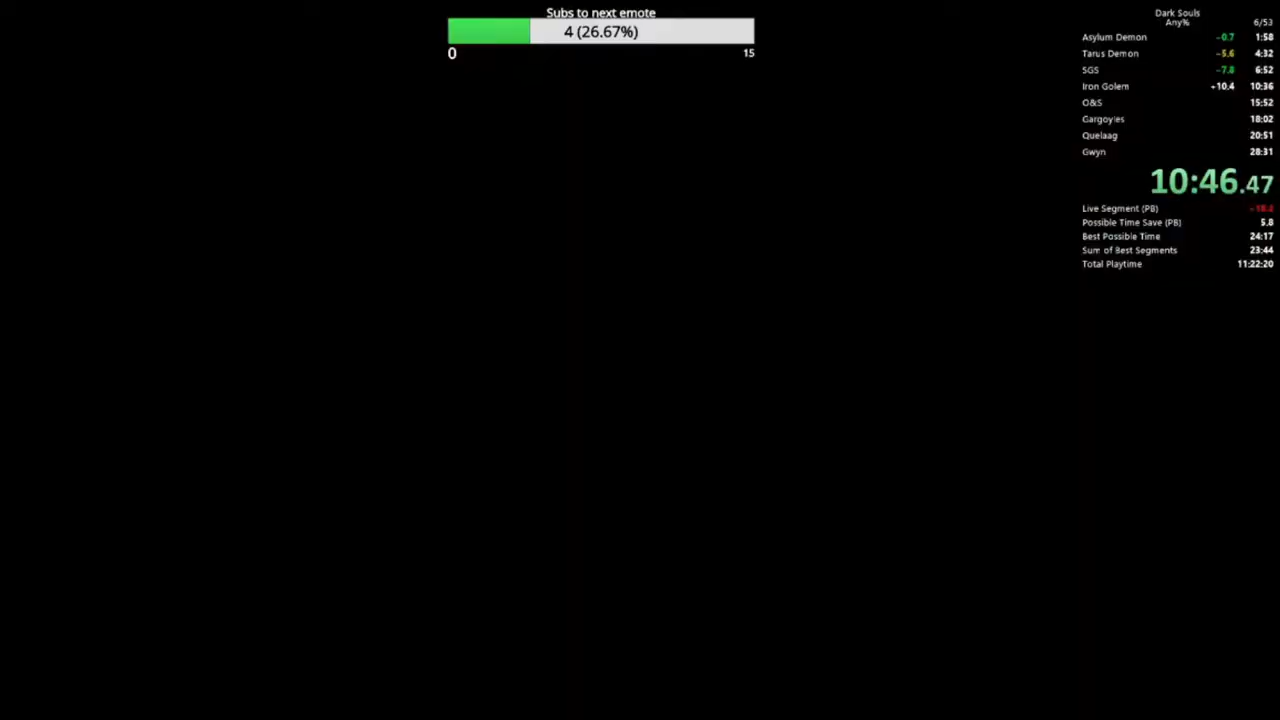 Subs to next emote
4 (26.67%)
0 15
Dark Souls
Any%
6/53
Asylum Demon -0.7 1:58
Tarus Demon -5.6 4:32
SGS -7.8 6:52
Iron Golem -10.4 10:36
O&S 15:52
Gargoyles 18:02
Quelaag 20:51
Gwyn 28:31
10:46.47
Live Segment (PB)
Possible Time Save (PB) 5.8
Best Possible Time 24:17
Sum of Best Segments 23:44
Total Playtime 11:22:20